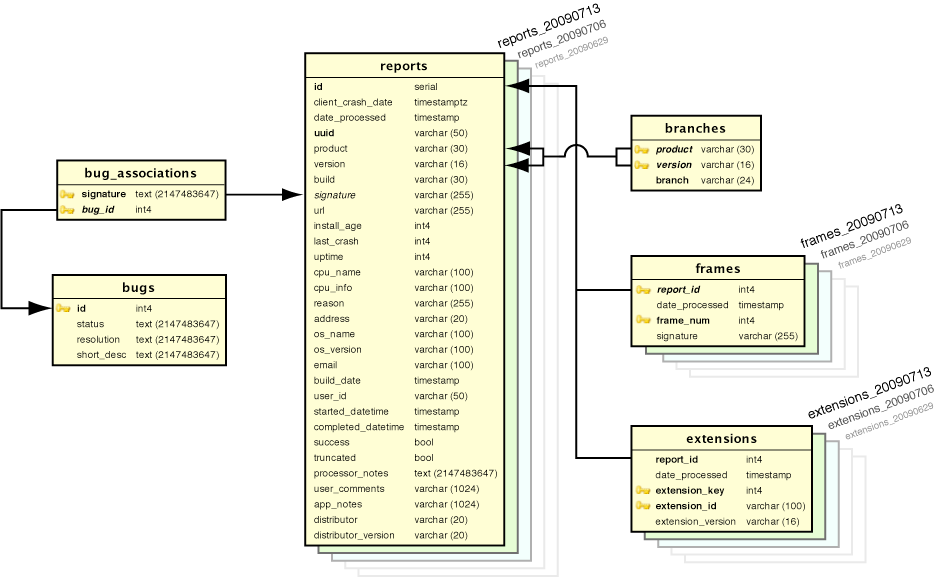 reports_20090713
reports_20090706
reports_20090629
reports
id serial
client_crash_date timestamptz
date_processed timestamp
uuid varchar (50)
product varchar (30)
version varchar (16)
build varchar (30)
signature varchar (255)
url varchar (255)
install_age int4
last_crash int4
uptime int4
cpu_name varchar (100)
cpu_info varchar (100)
reason varchar (255)
address varchar (20)
os_name varchar (100)
os_version varchar (100)
email varchar (100)
build_date timestamp
user_id varchar (50)
started_datetime timestamp
completed_datetime timestamp
success bool
truncated bool
processor_notes text (2147483647)
user_comments varchar (1024)
app_notes varchar (1024)
distributor varchar (20)
distributor_version varchar (20)
bug_associations
signature text (2147483647)
bug_id int4
bugs
id int4
status text (2147483647)
resolution text (2147483647)
short_desc text (2147483647)
branches
product varchar (30)
version varchar (16)
branch varchar (24)
frames_20090713
frames_20090706
frames_20090629
frames
report_id int4
date_processed timestamp
frame_num int4
signature varchar (255)
extensions_20090713
extensions_20090706
extensions_20090629
extensions
report_id int4
date_processed timestamp
extension_key int4
extension_id varchar (100)
extension_version varchar (16)